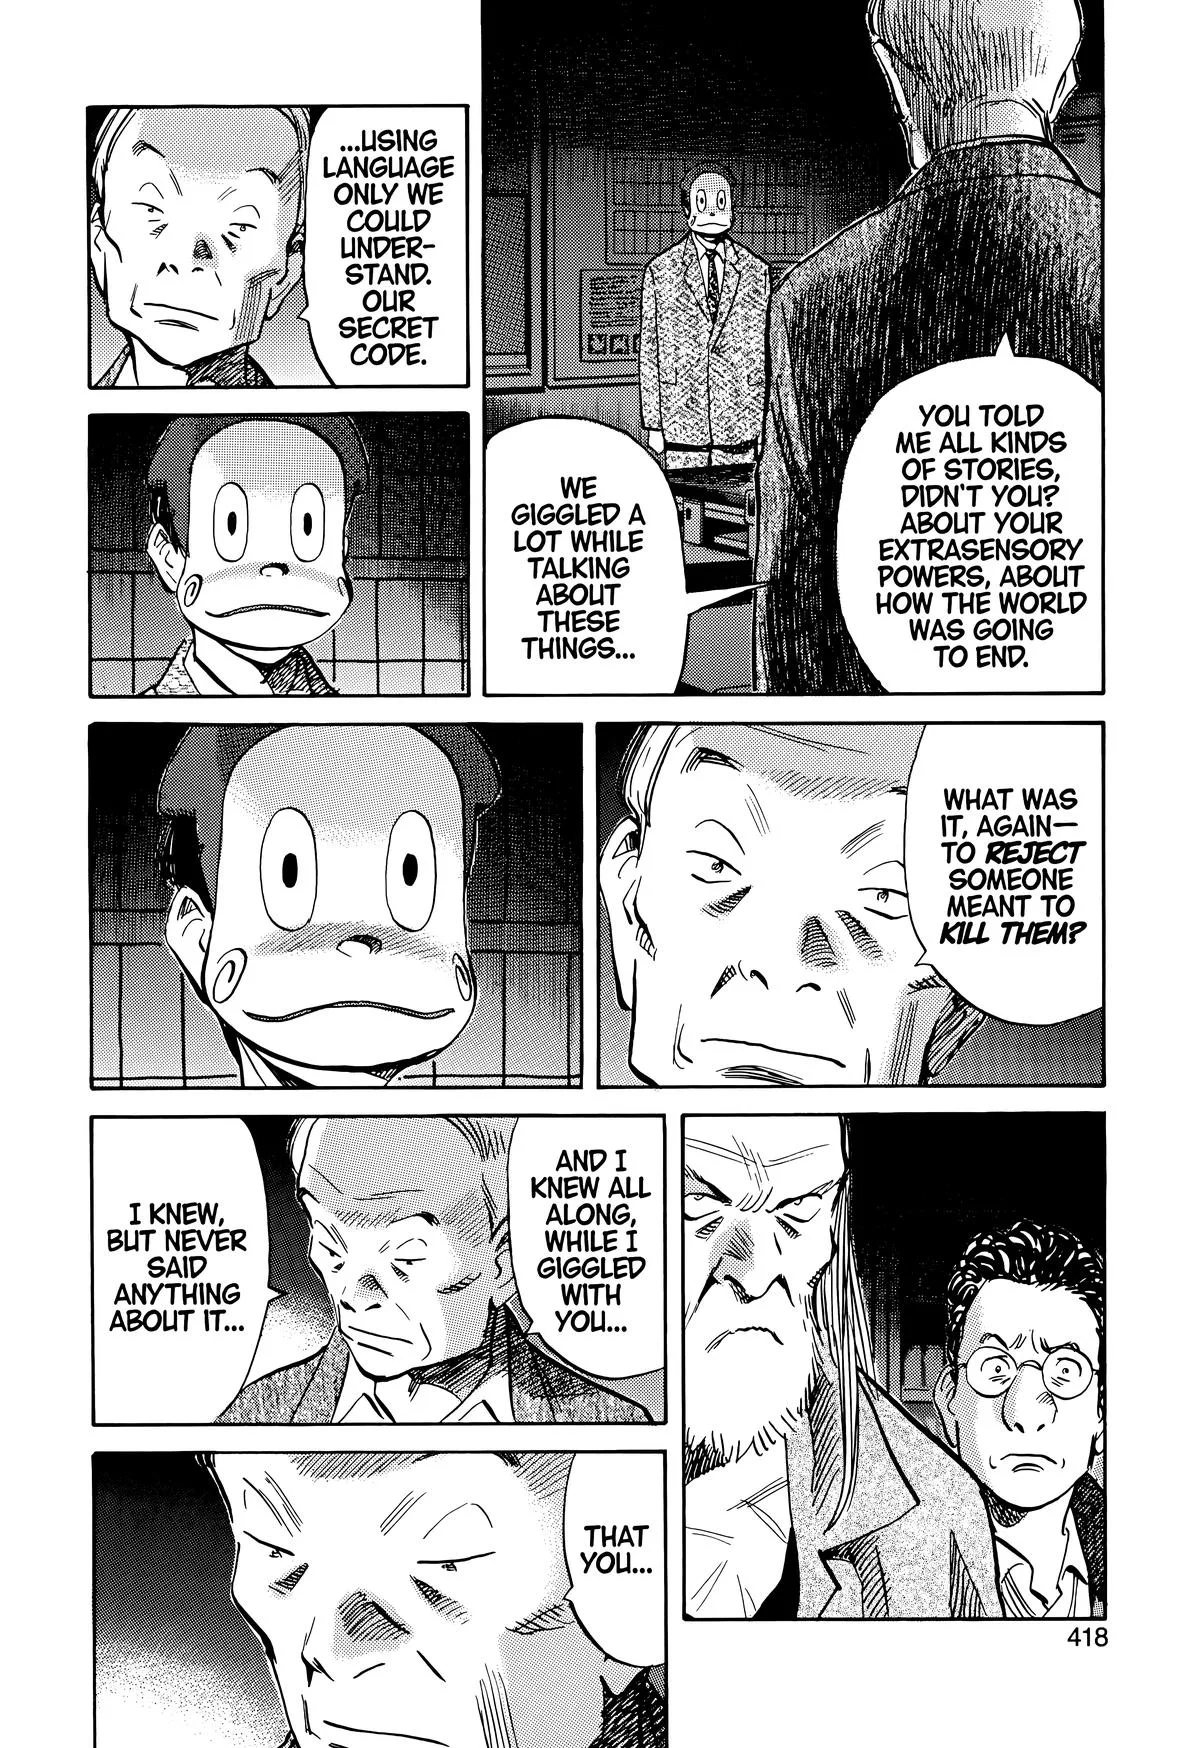 YOU TOLD
ME ALL KINDS
OF STORIES,
DIDN'T YOU?
ABOUT YOUR
EXTRASENSORY
POWERS, ABOUT
HOW THE WORLD
WAS GOING
TO END.
WE
GIGGLED A
LOT WHILE
TALKING
ABOUT
THESE
THINGS...
...USING
LANGUAGE
ONLY WE
COULD
UNDER-
STAND.
OUR
SECRET
CODE.
WHAT WAS
IT, AGAIN—
TO REJECT
SOMEONE
MEANT TO
KILL THEM?
AND I
KNEW ALL
ALONG,
WHILE I
GIGGLED
WITH
YOU...
I KNEW,
BUT NEVER
SAID
ANYTHING
ABOUT IT...
THAT
YOU...
418